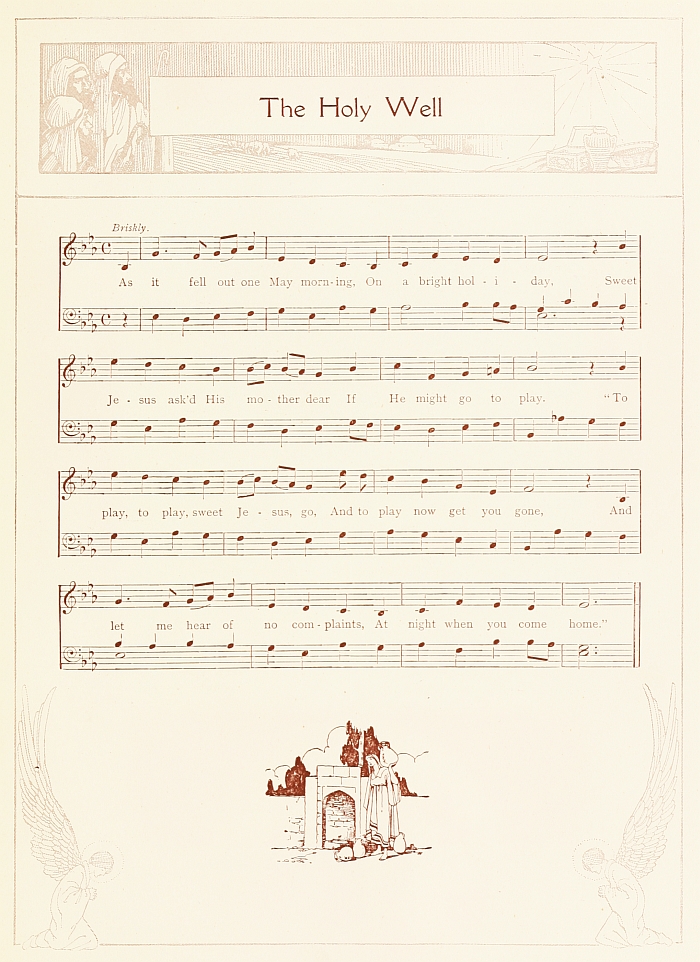 The Holy Well
Briskly.
As it fell out one May morn-ing, On a bright hol - i - day, Sweet
Je - sus ask'd His mo - ther dear If He might go to play. "To
play, to play, sweet Je - sus, go, And to play now get you gone, And
let me hear of no com - plaints, At night when you come home."